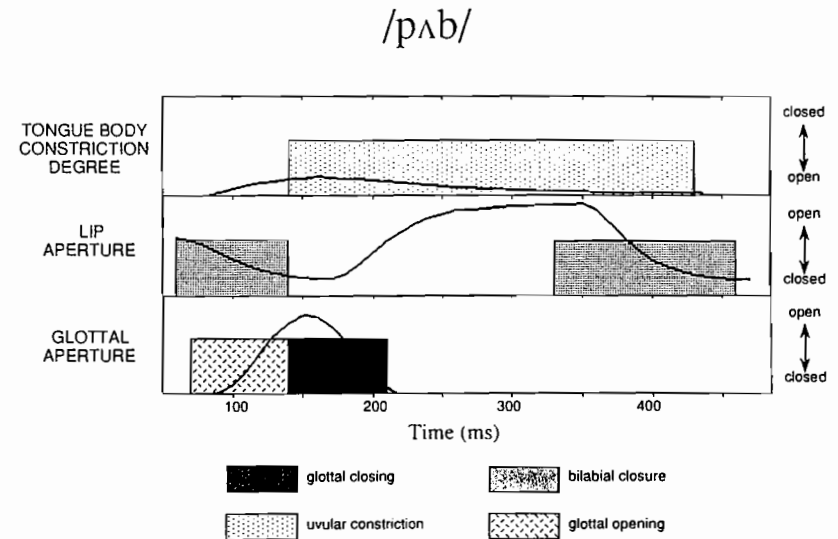 /pʌb/
TONGUE BODY
CONSTRICTION
DEGREE
closed
open
LIP
APERTURE
open
closed
GLOTTAL
APERTURE
open
closed
100 200 300 400
Time (ms)
glottal closing
bilabial closure
uvular constriction
glottal opening